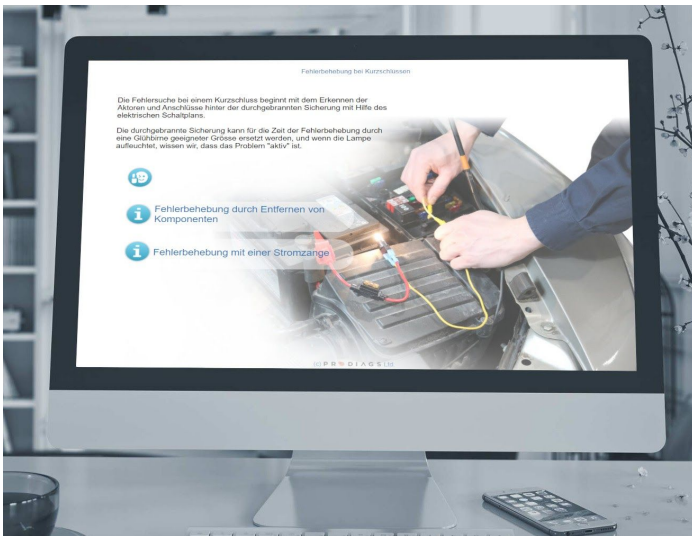 Fehlerbehebung bei Kurzschlüssen
Die Fehlersuche bei einem Kurzschluss beginnt mit dem Erkennen der
Aktoren und Anschlüsse hinter der durchgebrannten Sicherung mit Hilfe des
elektrischen Schaltplans.
Die durchgebrannte Sicherung kann für die Zeit der Fehlerbehebung durch
eine Glühbirne geeigneter Grösse ersetzt werden, und wenn die Lampe
aufleuchtet, wissen wir, dass das Problem "aktiv" ist.
Fehlerbehebung durch Entfernen von
Komponenten
Fehlerbehebung mit einer Stromzange
PRODIAGS